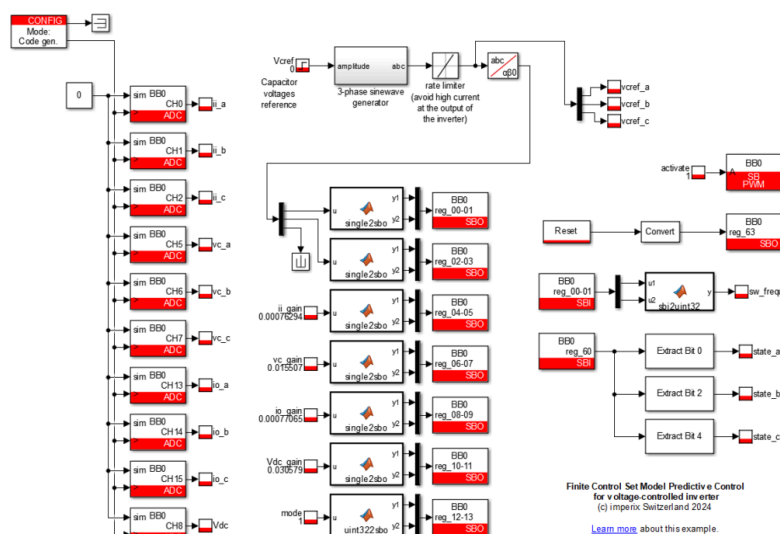 CONFIG
Mode:
Code gen.
0
sim BB0
CH0
ADC
ii_a
sim BB0
CH1
ADC
ii_b
sim BB0
CH2
ADC
ii_c
sim BB0
CH5
ADC
vc_a
sim BB0
CH6
ADC
vc_b
sim BB0
CH7
ADC
vc_c
sim BB0
CH13
ADC
io_a
sim BB0
CH14
ADC
io_b
sim BB0
CH15
ADC
io_c
sim BB0
CH8
Vdc
Vcref
0
Capacitor
voltages
reference
amplitude abc
3-phase sinewave
generator
rate limiter
(avoid high current
at the output of
the inverter)
abc
αβ0
vcref_a
vcref_b
vcref_c
u
y1
y2
single2sbo
BB0
reg_00-01
SBO
u
y1
y2
single2sbo
BB0
reg_02-03
SBO
ii_gain
0.00076294
u
y1
y2
single2sbo
BB0
reg_04-05
SBO
vc_gain
0.015507
u
y1
y2
single2sbo
BB0
reg_06-07
SBO
io_gain
0.00077065
u
y1
y2
single2sbo
BB0
reg_08-09
SBO
Vdc_gain
0.030579
u
y1
y2
single2sbo
BB0
reg_10-11
SBO
mode
1
u
y1
y2
uint322sbo
BB0
reg_12-13
SBO
activate
1
A
BB0
SB
PWM
Reset
Convert
BB0
reg_63
SBO
BB0
reg_00-01
SBI
u1
u2
y
sbi2uint32
sw_freq
BB0
reg_60
SBI
Extract Bit 0
state_a
Extract Bit 2
state_b
Extract Bit 4
state_c
Finite Control Set Model Predictive Control
for voltage-controlled inverter
(c) imperix Switzerland 2024
Learn more about this example.